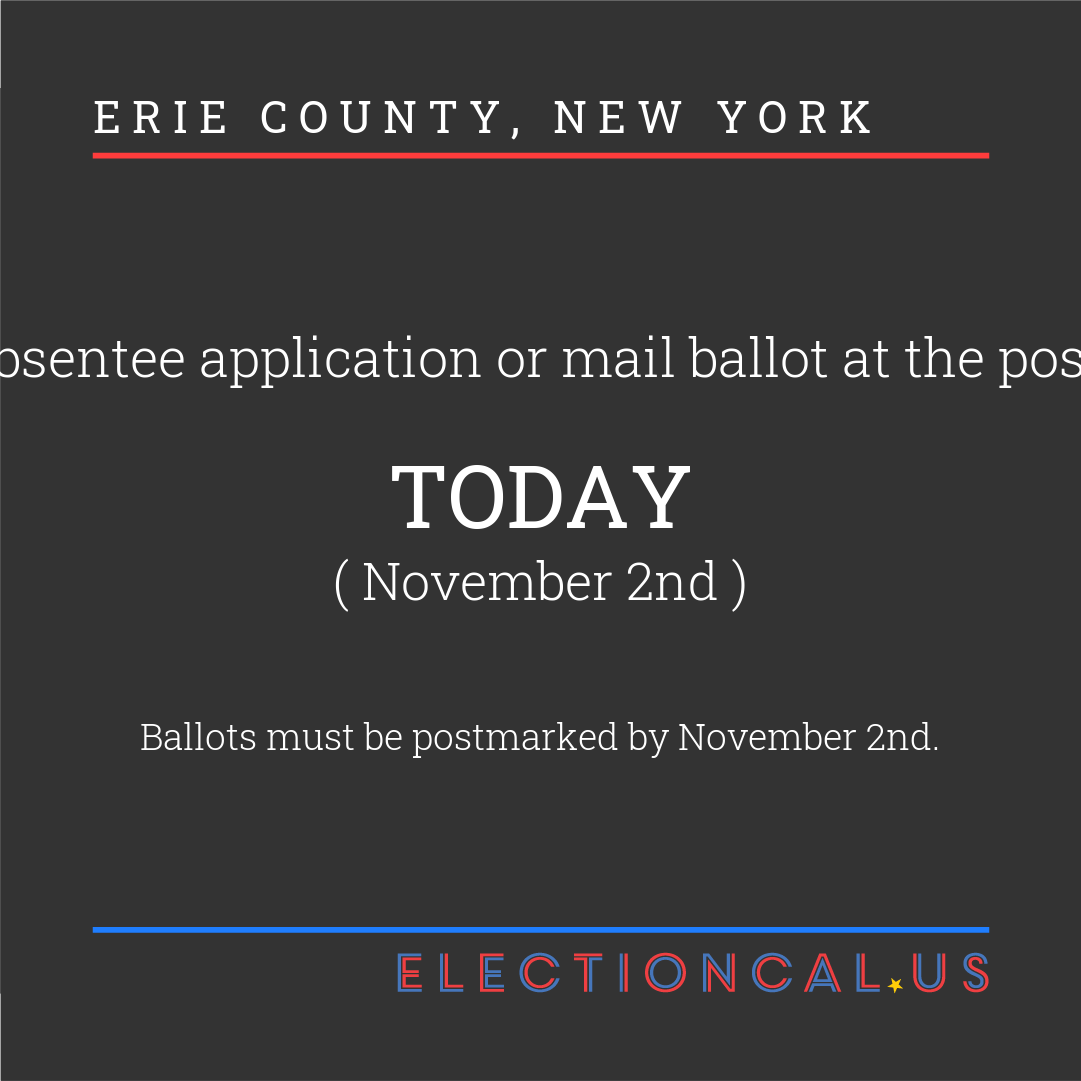 ERIE COUNTY, NEW YORK
bsentee application or mail ballot at the pos
TODAY
( November 2nd )
Ballots must be postmarked by November 2nd.
ELECTIONCAL.US